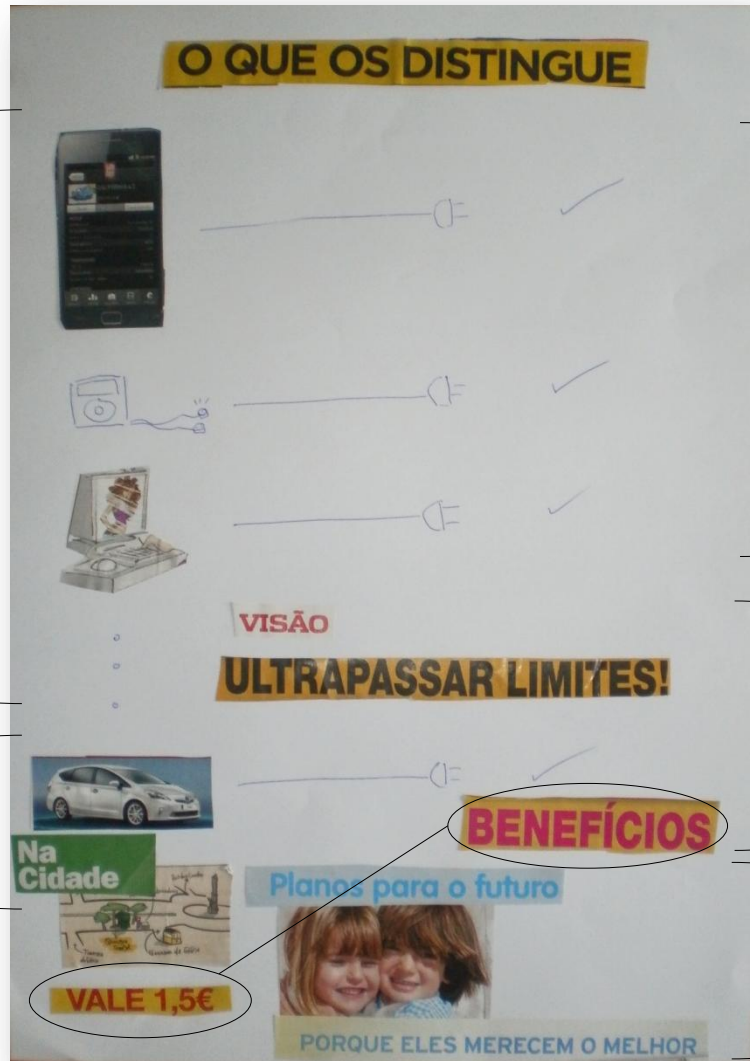 O QUE OS DISTINGUE
VISÃO
ULTRAPASSAR LIMITES!
BENEFÍCIOS
Na
Cidade
Planos para o futuro
VALE 1,5€
PORQUE ELES MERECEM O MELHOR